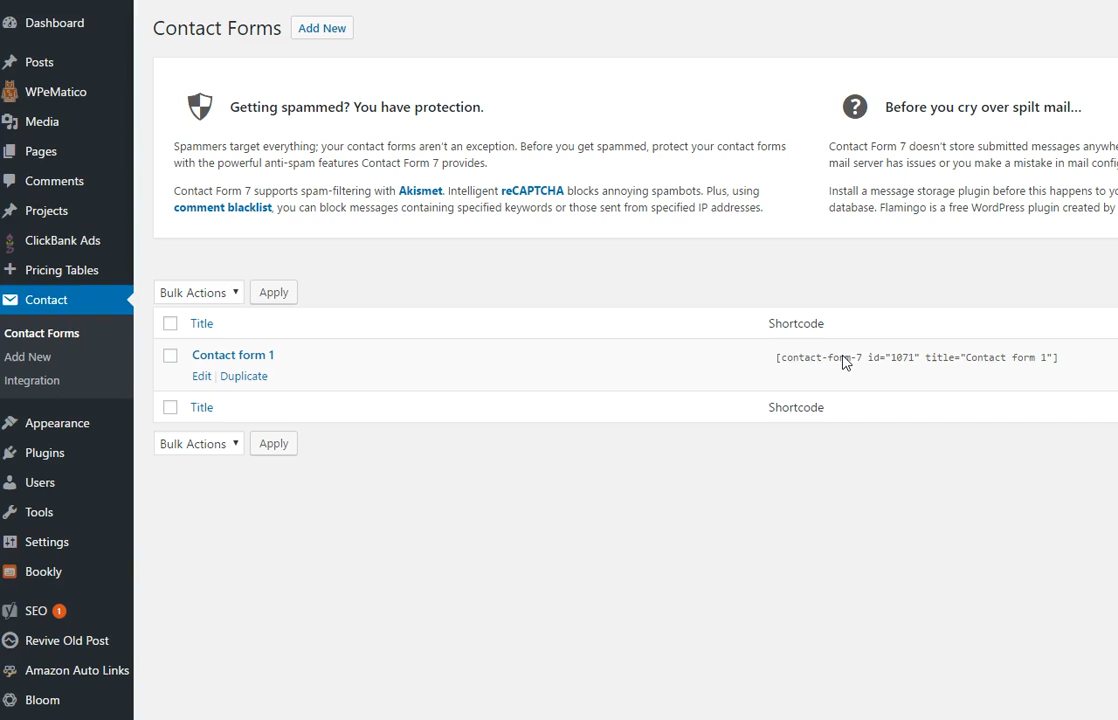 Dashboard
Posts
WPeMatico
Media
Pages
Comments
Projects
ClickBank Ads
Pricing Tables
Contact
Contact Forms
Add New
Integration
Appearance
Plugins
Users
Tools
Settings
Bookly
SEO 1
Revive Old Post
Amazon Auto Links
Bloom
Contact Forms Add New
Getting spammed? You have protection.
Spammers target everything; your contact forms aren't an exception. Before you get spammed, protect your contact forms
with the powerful anti-spam features Contact Form 7 provides.
Contact Form 7 supports spam-filtering with Akismet. Intelligent reCAPTCHA blocks annoying spambots. Plus, using
comment blacklist, you can block messages containing specified keywords or those sent from specified IP addresses.
Before you cry over spilt mail...
Contact Form 7 doesn't store submitted messages
mail server has issues or you make a mistake in mail
Install a message storage plugin before this happens to
database. Flamingo is a free WordPress plugin created by
Bulk Actions Apply
Title Shortcode
Contact form 1 [contact-form-7 id="1071" title="Contact form 1"]
Edit | Duplicate
Title Shortcode
Bulk Actions Apply